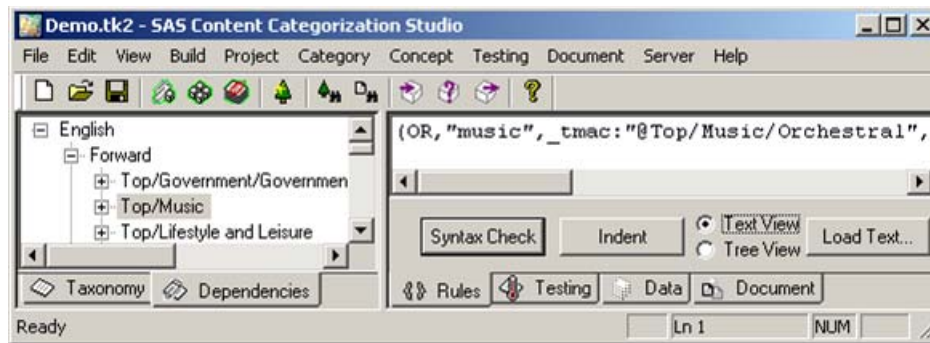 Demo.tk2 - SAS Content Categorization Studio
File Edit View Build Project Category Concept Testing Document Server Help
English
Forward
Top/Government/Governmen
Top/Music
Top/Lifestyle and Leisure
Taxonomy Dependencies
(OR,"music",_tmac:"@Top/Music/Orchestral",
Syntax Check Indent Text View Load Text...
Tree View
Rules Testing Data Document
Ready Ln 1 NUM